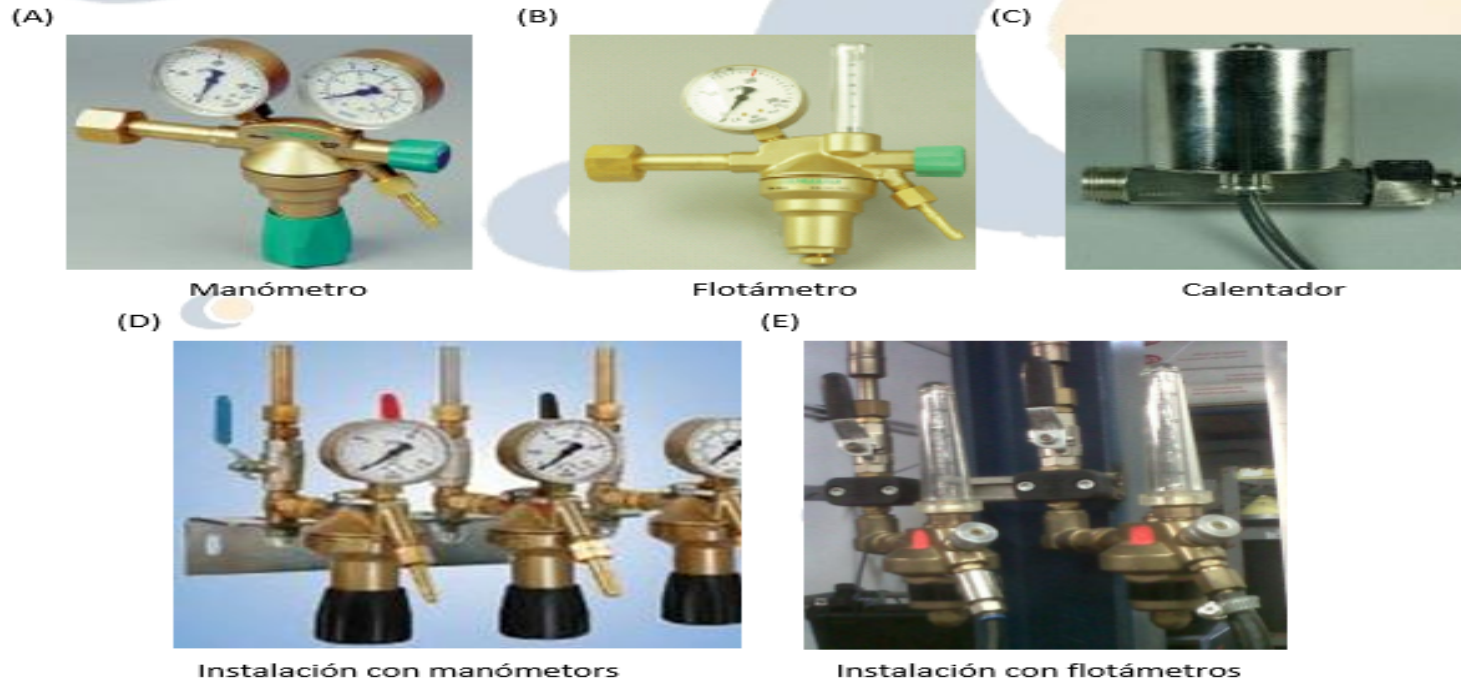 (A)
(B)
(C)
Manómetro
Flotámetro
Calentador
(D)
(E)
Instalación con manómetors
Instalación con flotámetros